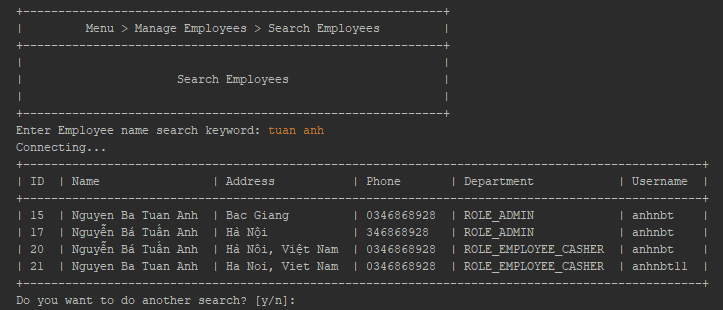 Menu > Manage Employees > Search Employees
Search Employees
Enter Employee name search keyword: tuan anh
Connecting...
| ID | Name | Address | Phone | Department | Username |
| 15 | Nguyen Ba Tuan Anh | Bac Giang | 0346868928 | ROLE_ADMIN | anhnbt |
| 17 | Nguyễn Bá Tuấn Anh | Hà Nội | 346868928 | ROLE_ADMIN | anhnbt |
| 20 | Nguyễn Bá Tuấn Anh | Hà Nôi, Việt Nam | 0346868928 | ROLE_EMPLOYEE_CASHER | anhnbt |
| 21 | Nguyen Ba Tuan Anh | Ha Noi, Viet Nam | 0346868928 | ROLE_EMPLOYEE_CASHER | anhnbt11 |
Do you want to do another search? [y/n]: